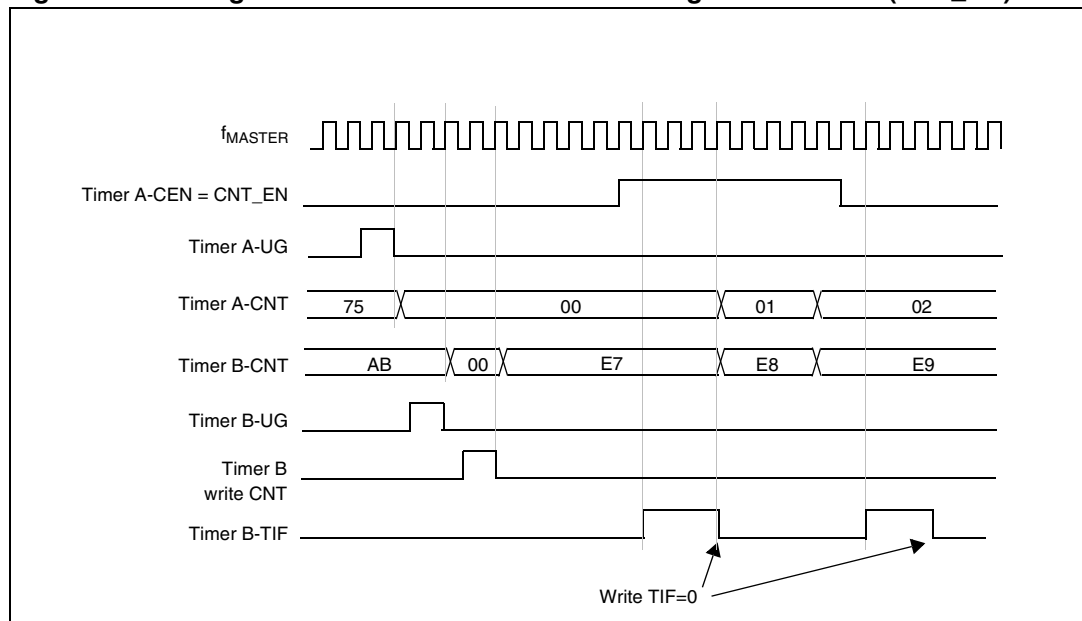 fMASTER
Timer A-CEN = CNT_EN
Timer A-UG
Timer A-CNT
75
00
01
02
Timer B-CNT
AB
00
E7
E8
E9
Timer B-UG
Timer B
write CNT
Timer B-TIF
Write TIF=0